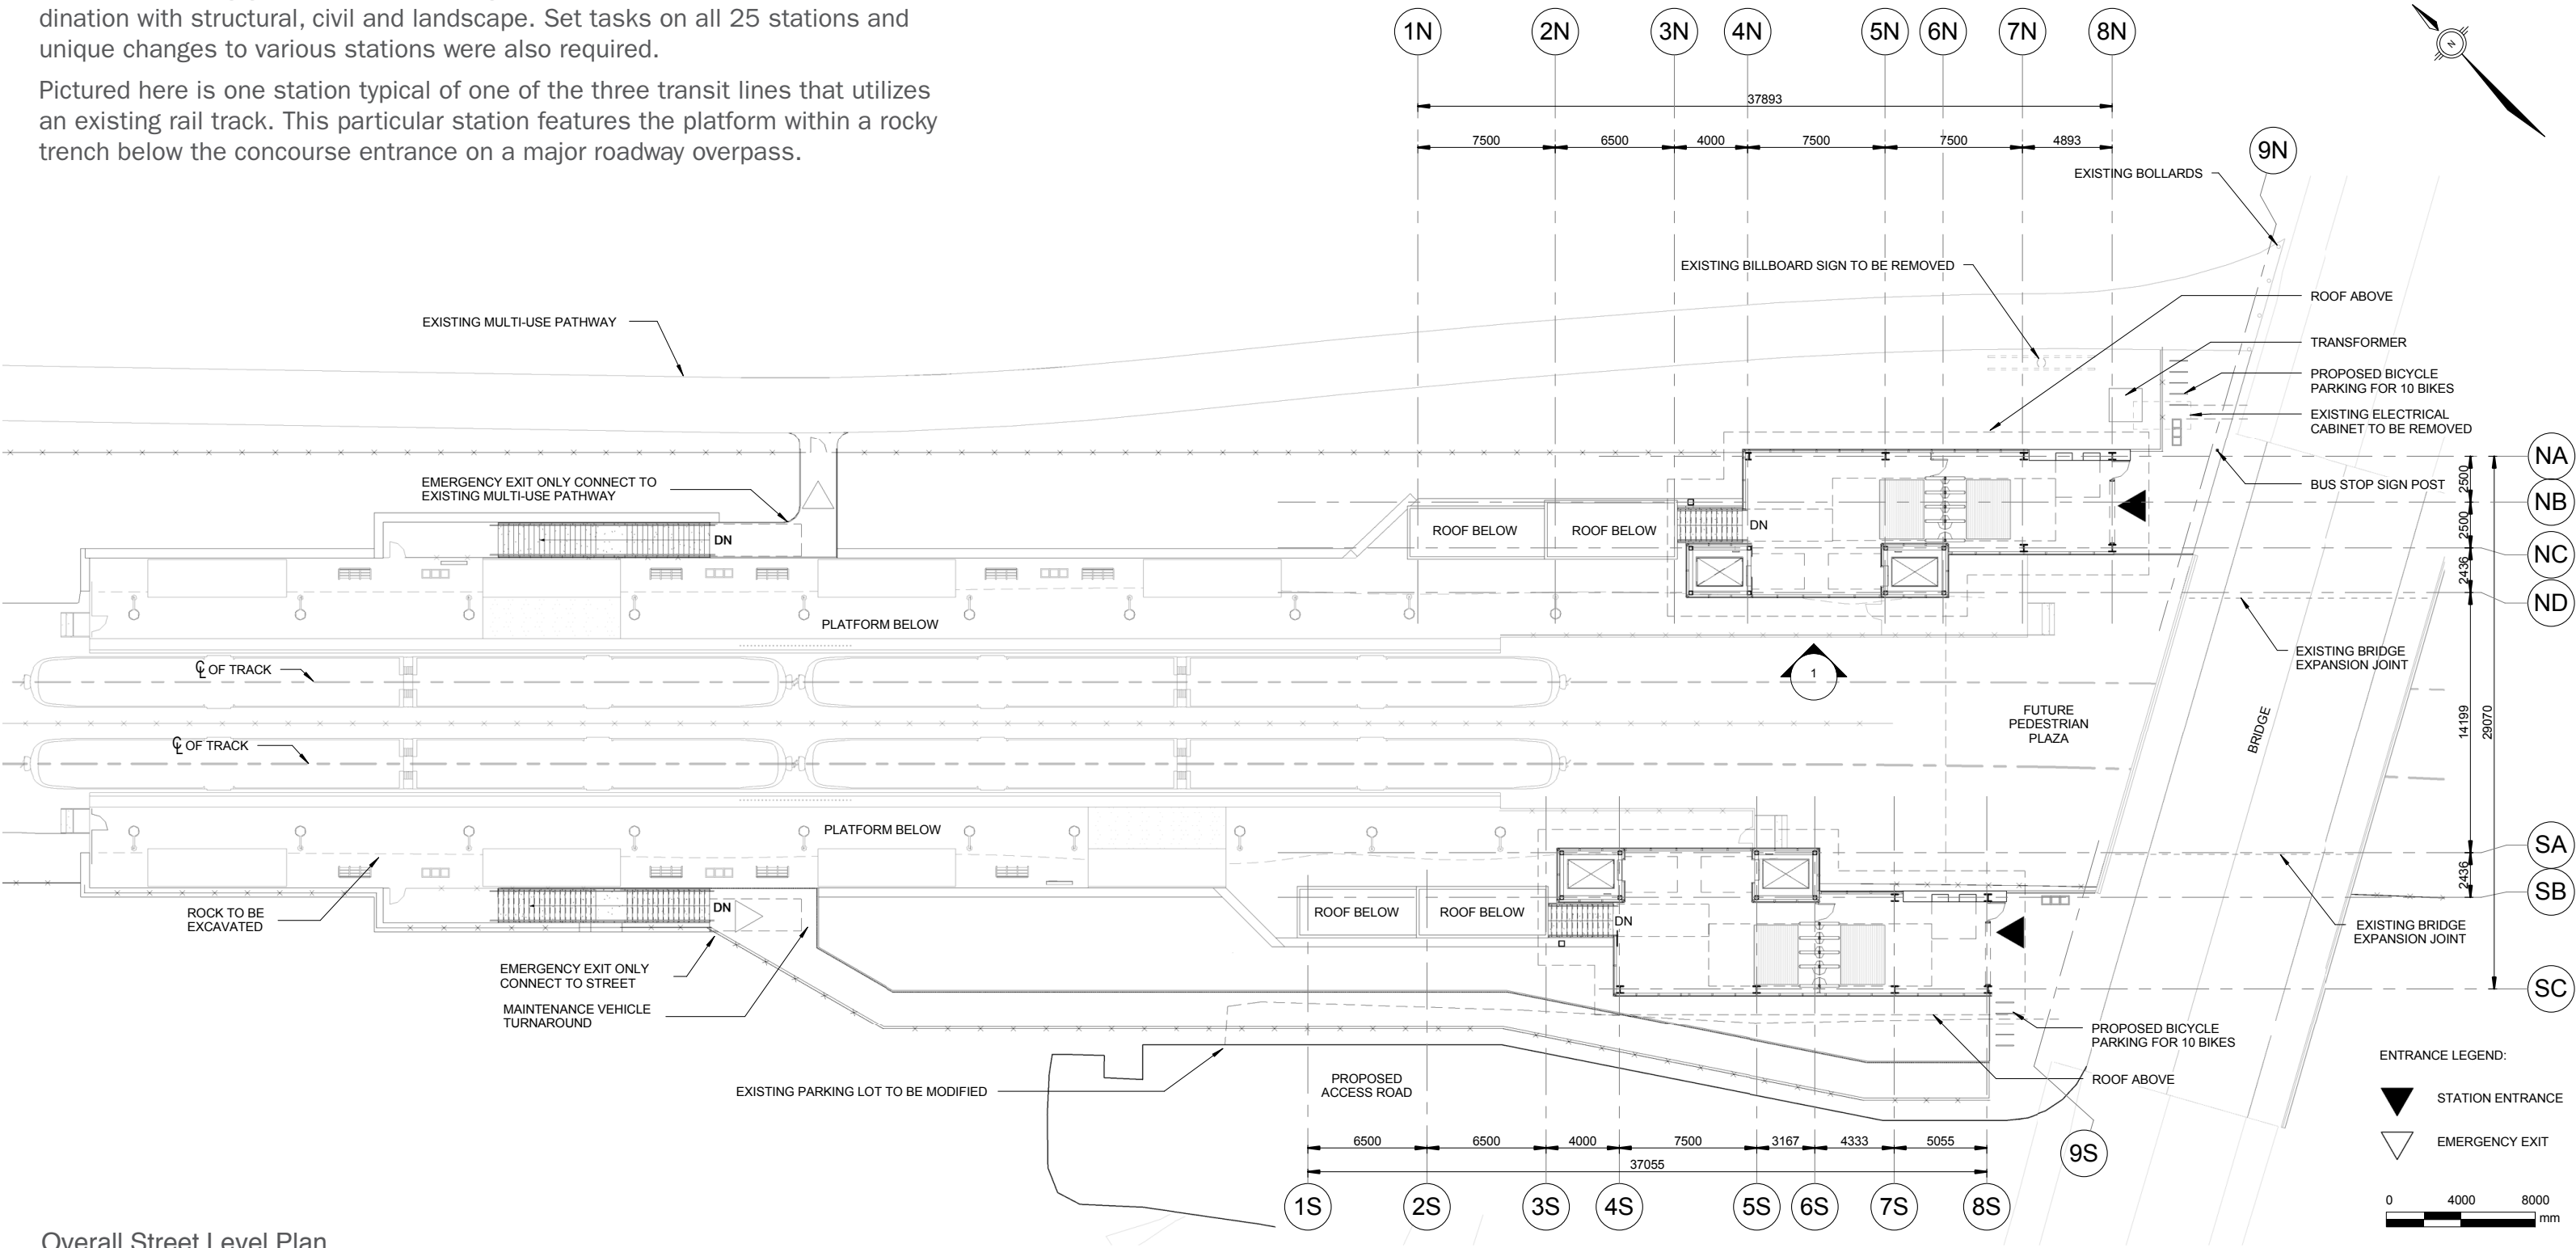 dination with structural, civil and landscape. Set tasks on all 25 stations and
unique changes to various stations were also required.
Pictured here is one station typical of one of the three transit lines that utilizes
an existing rail track. This particular station features the platform within a rocky
trench below the concourse entrance on a major roadway overpass.
1N 2N 3N 4N 5N 6N 7N 8N
N
37893
7500 6500 4000 7500 7500 4893
9N
EXISTING BOLLARDS
EXISTING BILLBOARD SIGN TO BE REMOVED
ROOF ABOVE
EXISTING MULTI-USE PATHWAY
TRANSFORMER
PROPOSED BICYCLE
PARKING FOR 10 BIKES
EXISTING ELECTRICAL
CABINET TO BE REMOVED
NA
2500
EMERGENCY EXIT ONLY CONNECT TO
EXISTING MULTI-USE PATHWAY
BUS STOP SIGN POST
NB
2500
ROOF BELOW ROOF BELOW DN
DN
NC
2436
ND
PLATFORM BELOW
EXISTING BRIDGE
EXPANSION JOINT
℄ OF TRACK
1
FUTURE
PEDESTRIAN
PLAZA
BRIDGE
14199
29070
℄ OF TRACK
PLATFORM BELOW
SA
2436
SB
ROCK TO BE
EXCAVATED
DN
ROOF BELOW ROOF BELOW DN
EXISTING BRIDGE
EXPANSION JOINT
EMERGENCY EXIT ONLY
CONNECT TO STREET
SC
MAINTENANCE VEHICLE
TURNAROUND
PROPOSED BICYCLE
PARKING FOR 10 BIKES
ENTRANCE LEGEND:
EXISTING PARKING LOT TO BE MODIFIED
PROPOSED
ACCESS ROAD
ROOF ABOVE
STATION ENTRANCE
EMERGENCY EXIT
6500 6500 4000 7500 3167 4333 5055
37055
9S
1S 2S 3S 4S 5S 6S 7S 8S
0 4000 8000
mm
Overall Street Level Plan